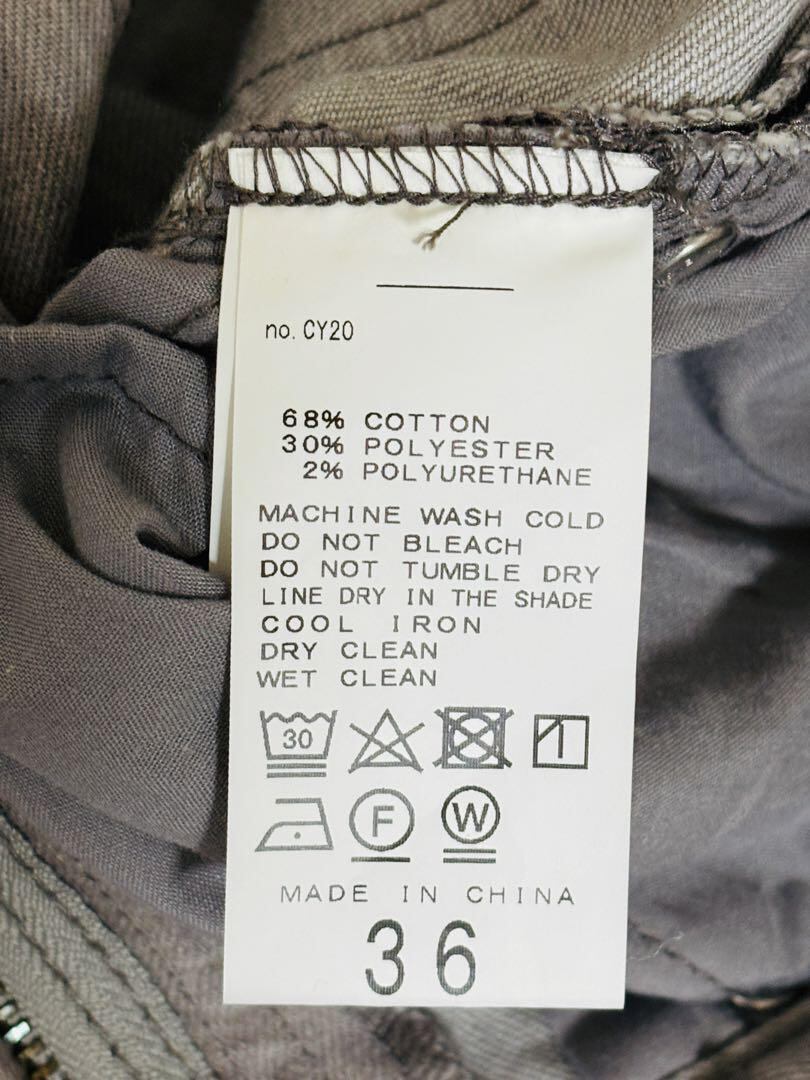 no. CY20
68% COTTON
30% POLYESTER
2% POLYURETHANE
MACHINE WASH COLD
DO NOT BLEACH
DO NOT TUMBLE DRY
LINE DRY IN THE SHADE
COOL IRON
DRY CLEAN
WET CLEAN
30
F W
MADE IN CHINA
36